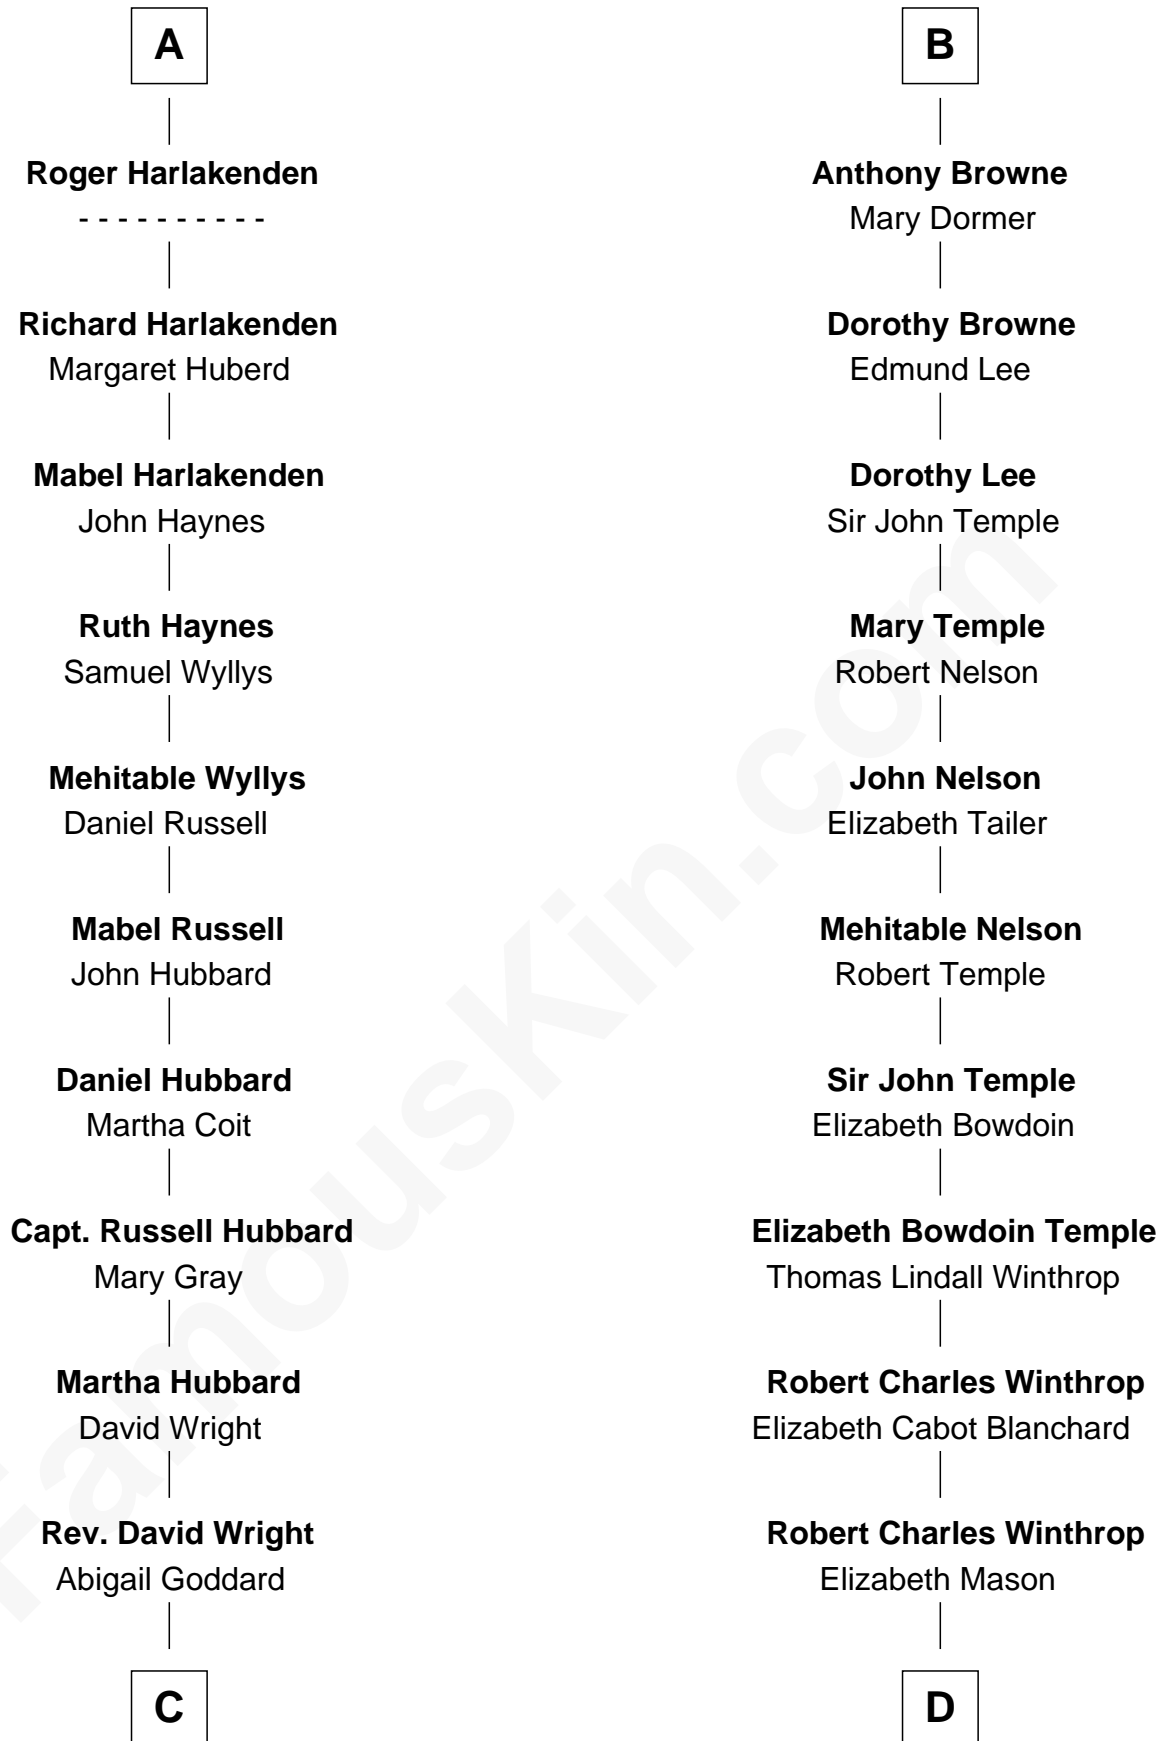 A
Roger Harlakenden
- - - - - - - - - -
Richard Harlakenden
Margaret Huberd
Mabel Harlakenden
John Haynes
Ruth Haynes
Samuel Wyllys
Mehitable Wyllys
Daniel Russell
Mabel Russell
John Hubbard
Daniel Hubbard
Martha Coit
Capt. Russell Hubbard
Mary Gray
Martha Hubbard
David Wright
Rev. David Wright
Abigail Goddard
C
B
Anthony Browne
Mary Dormer
Dorothy Browne
Edmund Lee
Dorothy Lee
Sir John Temple
Mary Temple
Robert Nelson
John Nelson
Elizabeth Tailer
Mehitable Nelson
Robert Temple
Sir John Temple
Elizabeth Bowdoin
Elizabeth Bowdoin Temple
Thomas Lindall Winthrop
Robert Charles Winthrop
Elizabeth Cabot Blanchard
Robert Charles Winthrop
Elizabeth Mason
D
FamousKin.com